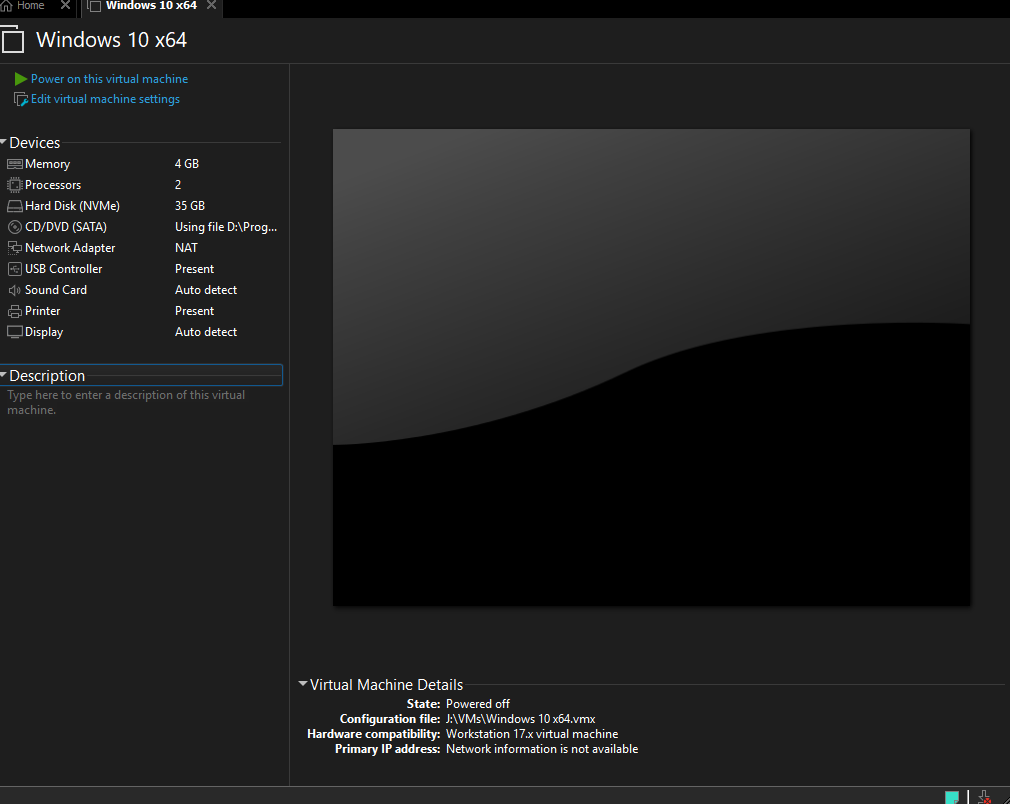 Home
Windows 10 x64
Windows 10 x64
Power on this virtual machine
Edit virtual machine settings
Devices
Memory 4 GB
Processors 2
Hard Disk (NVMe) 35 GB
CD/DVD (SATA) Using file D:\Prog...
Network Adapter NAT
USB Controller Present
Sound Card Auto detect
Printer Present
Display Auto detect
Description
Type here to enter a description of this virtual
machine.
Virtual Machine Details
State: Powered off
Configuration file: J:\VMs\Windows 10 x64.vmx
Hardware compatibility: Workstation 17.x virtual machine
Primary IP address: Network information is not available